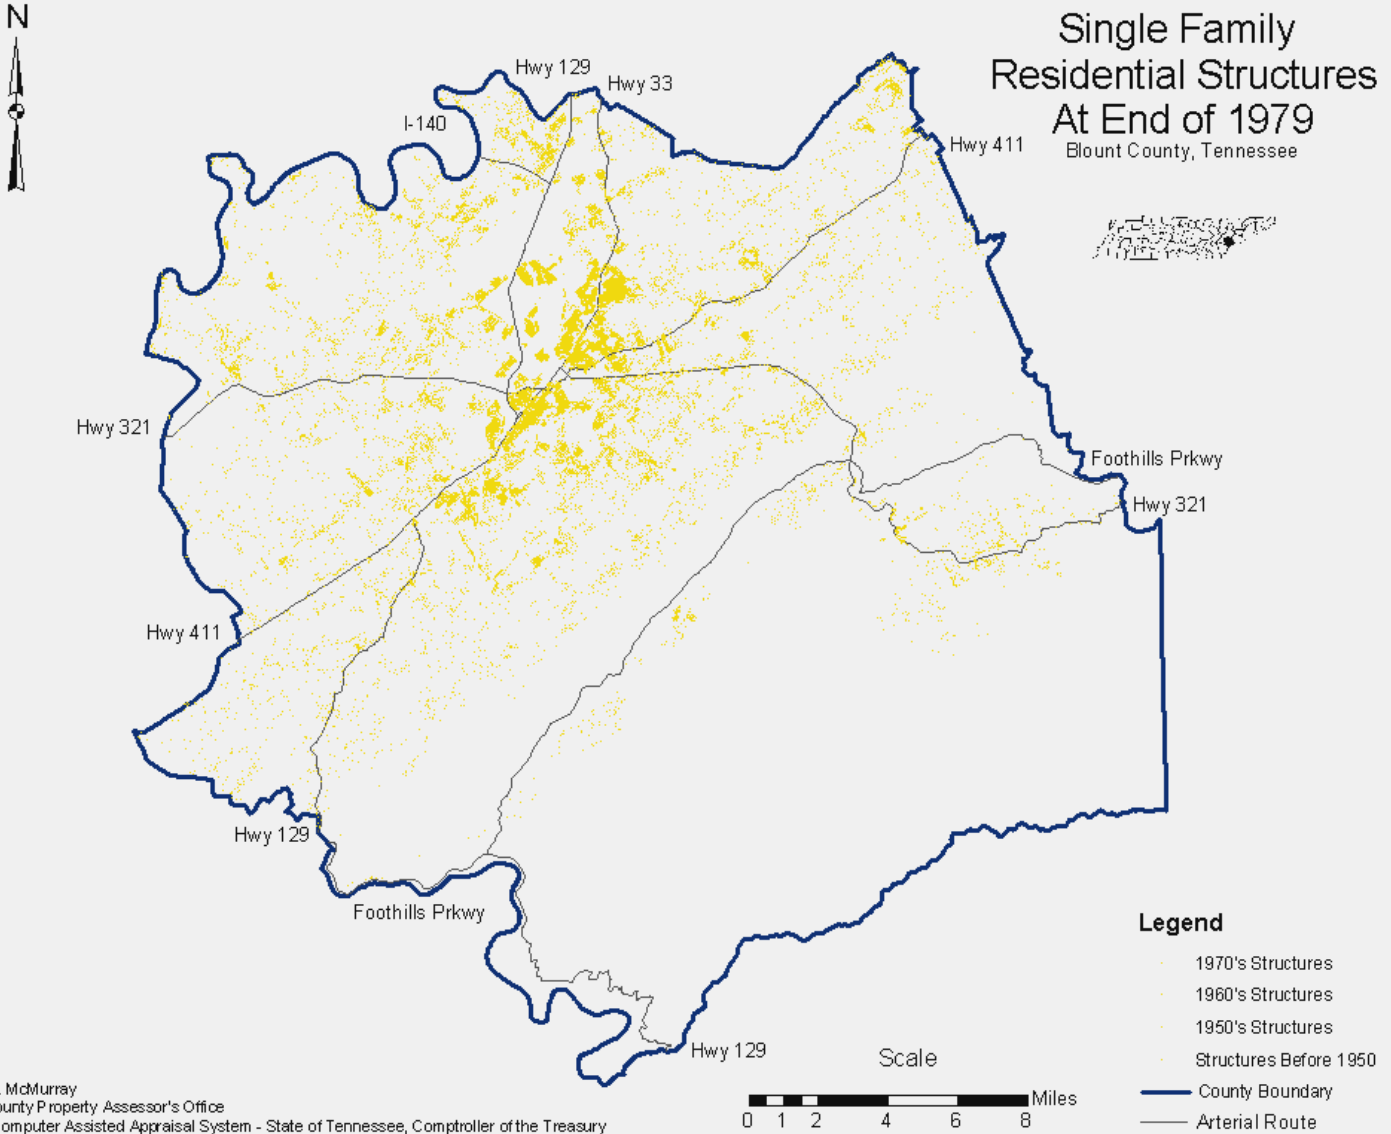 N
Single Family
Residential Structures
At End of 1979
Blount County, Tennessee
Hwy 129
Hwy 33
I-140
Hwy 411
Hwy 321
Foothills Prkwy
Hwy 321
Hwy 411
Hwy 129
Foothills Prkwy
Hwy 129
Legend
1970's Structures
1960's Structures
1950's Structures
Structures Before 1950
County Boundary
Arterial Route
Scale
Miles
0 1 2 4 6 8
McMurray
ounty Property Assessor's Office
omputer Assisted Appraisal System - State of Tennessee, Comptroller of the Treasury